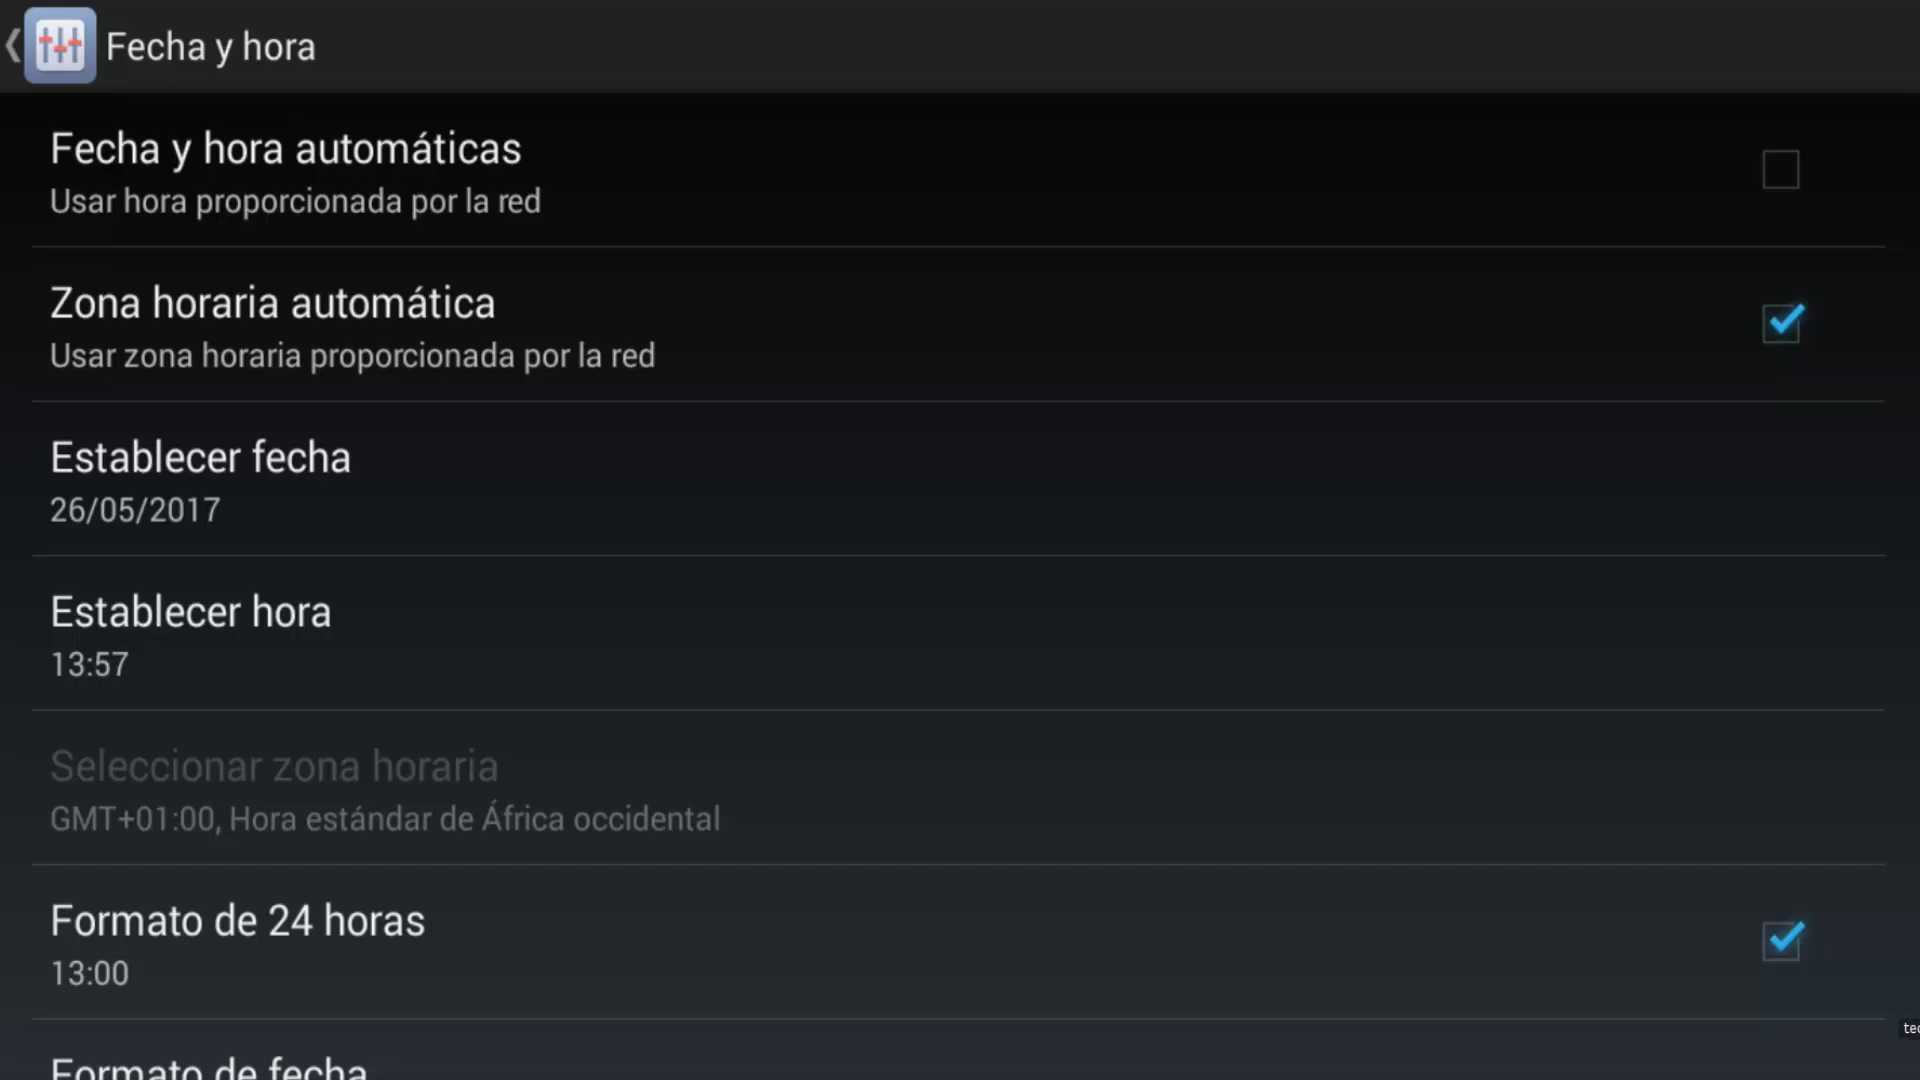 Fecha y hora
Fecha y hora automáticas
Usar hora proporcionada por la red
Zona horaria automática
Usar zona horaria proporcionada por la red
Establecer fecha
26/05/2017
Establecer hora
13:57
Seleccionar zona horaria
GMT+01:00, Hora estándar de África occidental
Formato de 24 horas
13:00
Formato de fecha